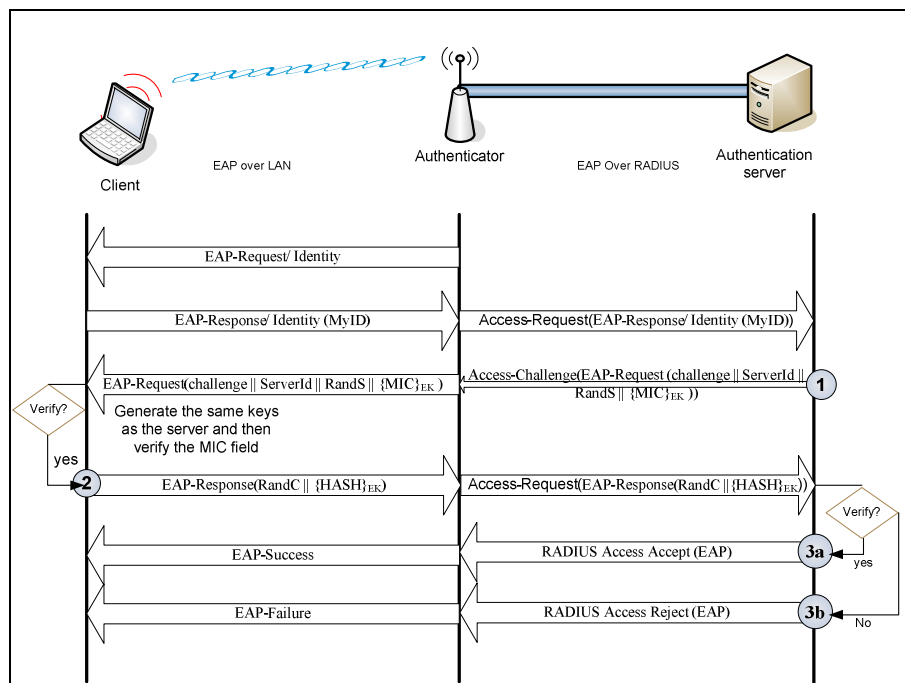 EAP over LAN
EAP Over RADIUS
Client
Authenticator
Authentication
server
EAP-Request/ Identity
EAP-Response/ Identity (MyID)
Access-Request(EAP-Response/ Identity (MyID))
EAP-Request(challenge || ServerId || RandS || {MIC}EK )
Access-Challenge(EAP-Request (challenge || ServerId ||
RandS || {MIC}EK ))
1
Verify?
Generate the same keys
as the server and then
verify the MIC field
yes
2
EAP-Response(RandC || {HASH}EK)
Access-Request(EAP-Response(RandC || {HASH}EK))
Verify?
EAP-Success
RADIUS Access Accept (EAP)
3a
yes
EAP-Failure
RADIUS Access Reject (EAP)
3b
No